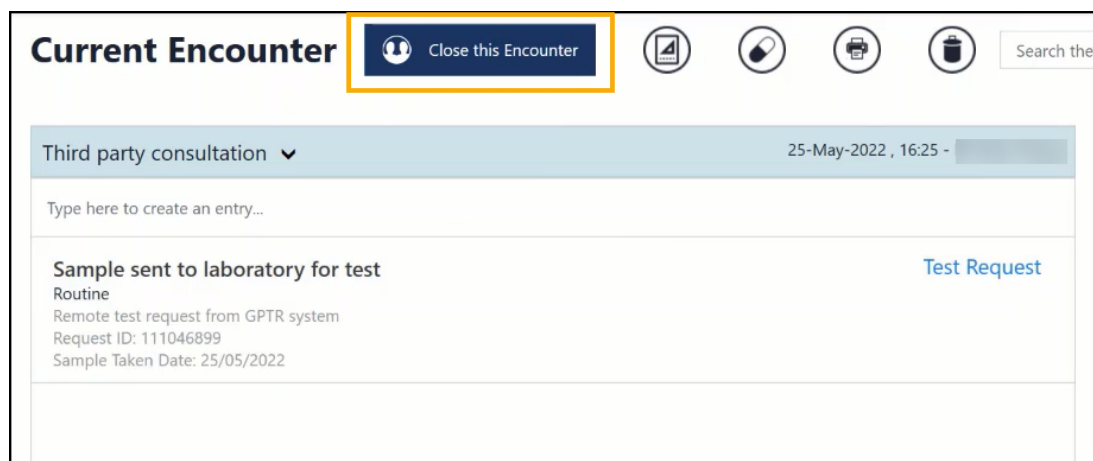 Current Encounter
Close this Encounter
Search the
Third party consultation
25-May-2022 , 16:25 -
Type here to create an entry...
Sample sent to laboratory for test
Test Request
Routine
Remote test request from GPTR system
Request ID: 111046899
Sample Taken Date: 25/05/2022